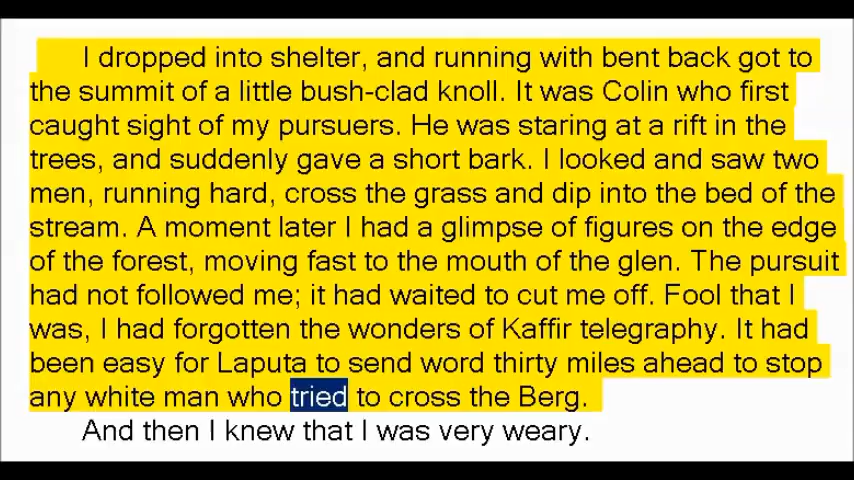 I dropped into shelter, and running with bent back got to
the summit of a little bush-clad knoll. It was Colin who first
caught sight of my pursuers. He was staring at a rift in the
trees, and suddenly gave a short bark. I looked and saw two
men, running hard, cross the grass and dip into the bed of the
stream. A moment later I had a glimpse of figures on the edge
of the forest, moving fast to the mouth of the glen. The pursuit
had not followed me; it had waited to cut me off. Fool that I
was, I had forgotten the wonders of Kaffir telegraphy. It had
been easy for Laputa to send word thirty miles ahead to stop
any white man who tried to cross the Berg.
And then I knew that I was very weary.